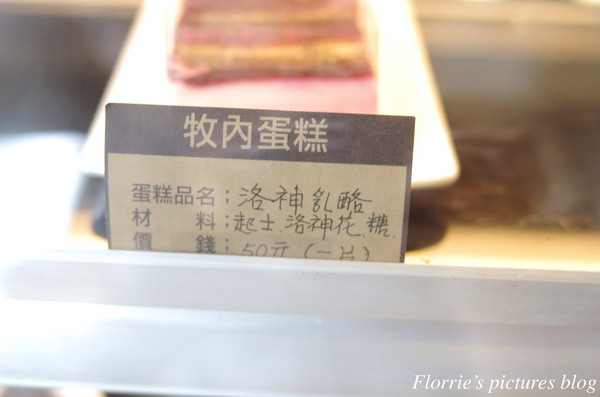 牧內蛋糕
蛋糕品名；洛神乳酪
材　料；起士.洛神花.糖.
價　錢；50元(一片)
Florrie's pictures blog